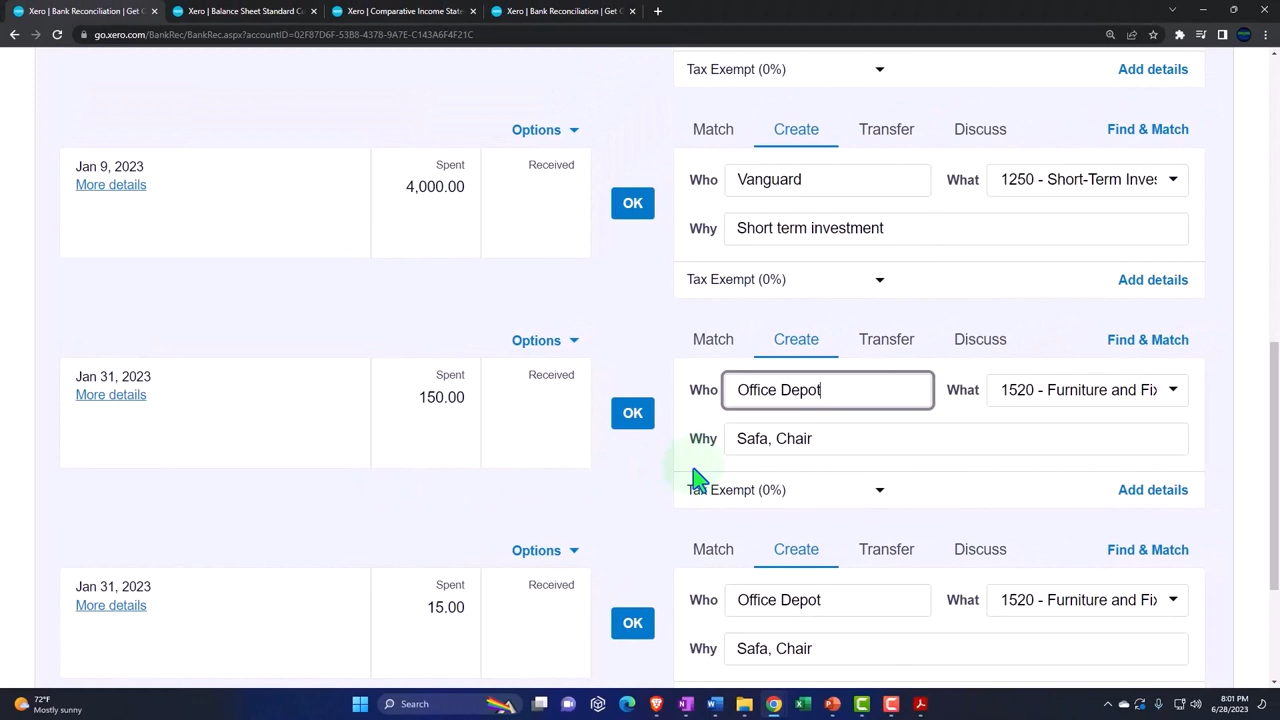 Xero | Bank Reconciliation | Get C
Xero | Balance Sheet Standard C
Xero | Comparative Income State
Xero | Bank Reconciliation | Get C
go.xero.com/BankRec/BankRec.aspx?accountID=02F87D6F-53B8-4378-9A7E-C143A6F4F21C
Tax Exempt (0%) Add details
Options
Match Create Transfer Discuss Find & Match
Jan 9, 2023 Spent Received
More details 4,000.00
OK
Who Vanguard What 1250 - Short-Term Inves
Why Short term investment
Tax Exempt (0%) Add details
Options
Match Create Transfer Discuss Find & Match
Jan 31, 2023 Spent Received
More details 150.00
OK
Who Office Depot What 1520 - Furniture and Fix
Why Safa, Chair
Tax Exempt (0%) Add details
Options
Match Create Transfer Discuss Find & Match
Jan 31, 2023 Spent Received
More details 15.00
OK
Who Office Depot What 1520 - Furniture and Fix
Why Safa, Chair
72°F
Mostly sunny
Search
8:01 PM
6/28/2023